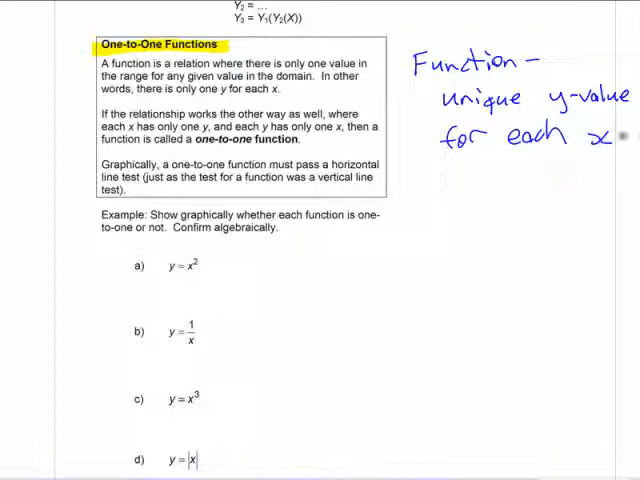 Y₂ = ...
Y₃ = Y₁(Y₂(X))
One-to-One Functions
A function is a relation where there is only one value in
the range for any given value in the domain. In other
words, there is only one y for each x.
If the relationship works the other way as well, where
each x has only one y, and each y has only one x, then a
function is called a one-to-one function.
Graphically, a one-to-one function must pass a horizontal
line test (just as the test for a function was a vertical line
test).
Function -
unique y-value
for each x
Example: Show graphically whether each function is one-
to-one or not. Confirm algebraically.
a) y = x²
b) y = 1/x
c) y = x³
d) y = |x|